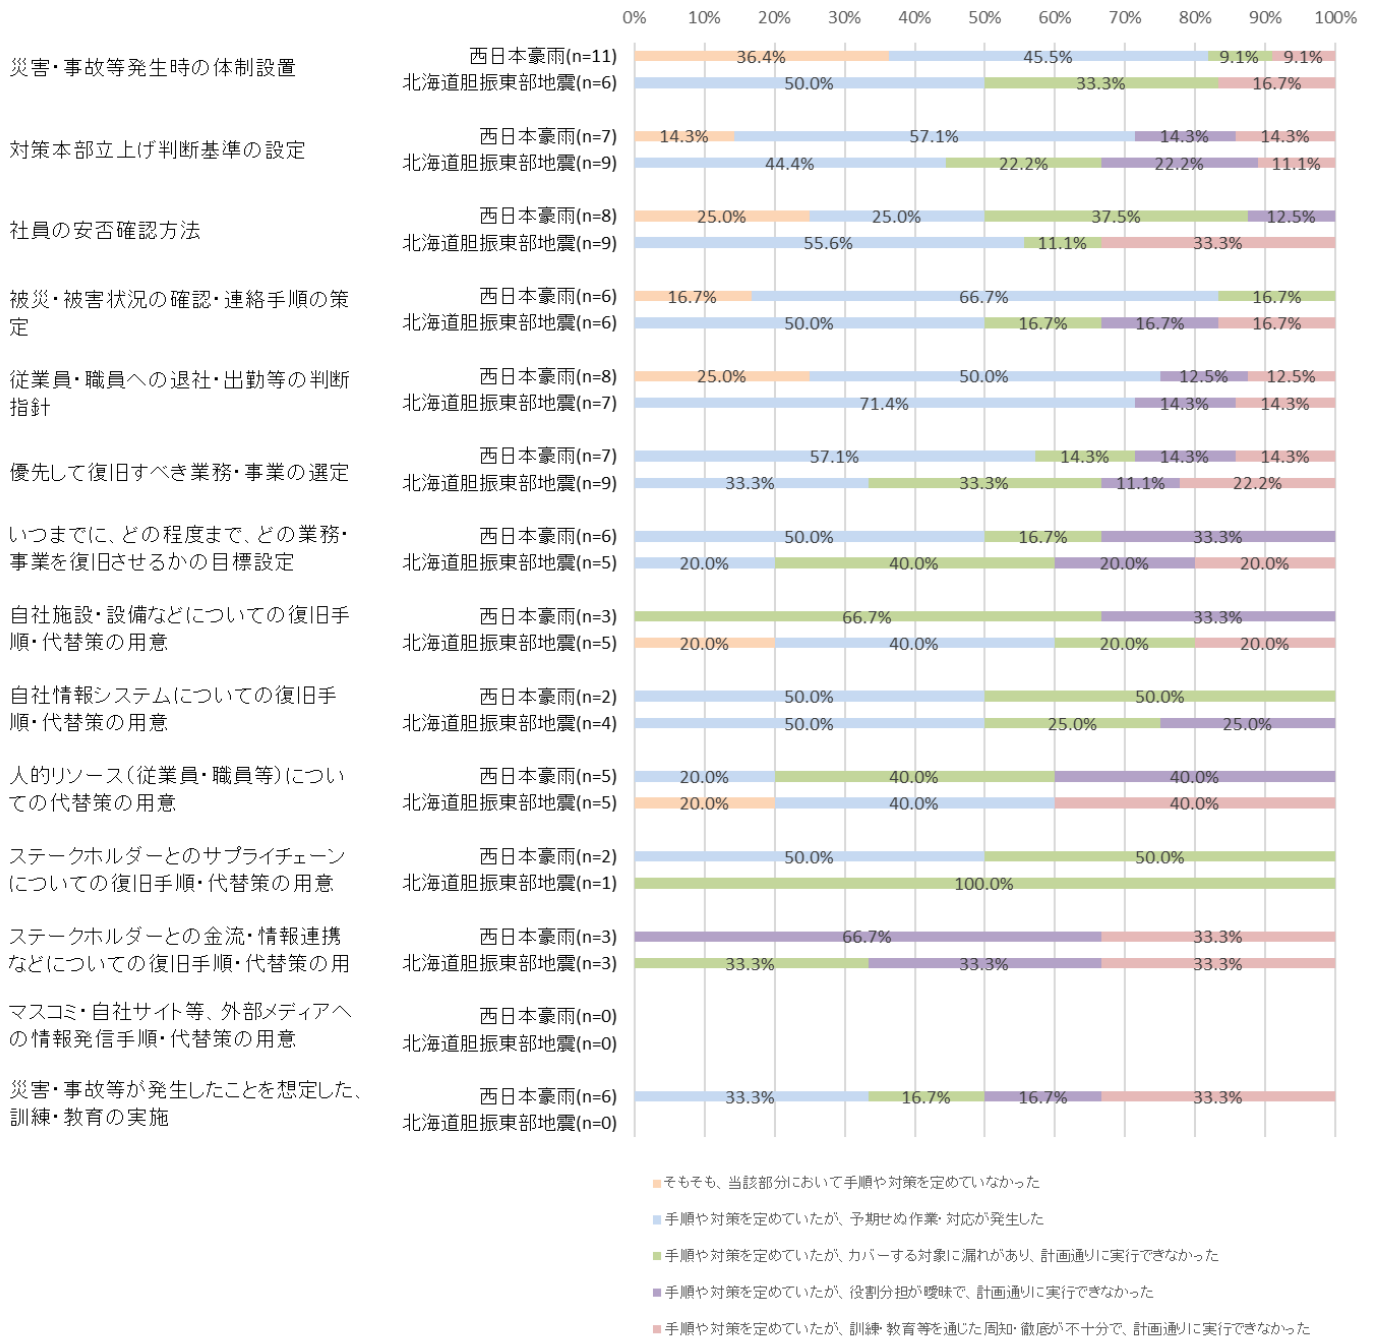 0% 10% 20% 30% 40% 50% 60% 70% 80% 90% 100%
災害・事故等発生時の体制設置
西日本豪雨(n=11) 36.4% 45.5% 9.1% 9.1%
北海道胆振東部地震(n=6) 50.0% 33.3% 16.7%
対策本部立上げ判断基準の設定
西日本豪雨(n=7) 14.3% 57.1% 14.3% 14.3%
北海道胆振東部地震(n=9) 44.4% 22.2% 22.2% 11.1%
社員の安否確認方法
西日本豪雨(n=8) 25.0% 25.0% 37.5% 12.5%
北海道胆振東部地震(n=9) 55.6% 11.1% 33.3%
被災・被害状況の確認・連絡手順の策
定
西日本豪雨(n=6) 16.7% 66.7% 16.7%
北海道胆振東部地震(n=6) 50.0% 16.7% 16.7% 16.7%
従業員・職員への退社・出勤等の判断
指針
西日本豪雨(n=8) 25.0% 50.0% 12.5% 12.5%
北海道胆振東部地震(n=7) 71.4% 14.3% 14.3%
優先して復旧すべき業務・事業の選定
西日本豪雨(n=7) 57.1% 14.3% 14.3% 14.3%
北海道胆振東部地震(n=9) 33.3% 33.3% 11.1% 22.2%
いつまでに、どの程度まで、どの業務・
事業を復旧させるかの目標設定
西日本豪雨(n=6) 50.0% 16.7% 33.3%
北海道胆振東部地震(n=5) 20.0% 40.0% 20.0% 20.0%
自社施設・設備などについての復旧手
順・代替策の用意
西日本豪雨(n=3) 66.7% 33.3%
北海道胆振東部地震(n=5) 20.0% 40.0% 20.0% 20.0%
自社情報システムについての復旧手
順・代替策の用意
西日本豪雨(n=2) 50.0% 50.0%
北海道胆振東部地震(n=4) 50.0% 25.0% 25.0%
人的リソース(従業員・職員等)につい
ての代替策の用意
西日本豪雨(n=5) 20.0% 40.0% 40.0%
北海道胆振東部地震(n=5) 20.0% 40.0% 40.0%
ステークホルダーとのサプライチェーン
についての復旧手順・代替策の用意
西日本豪雨(n=2) 50.0% 50.0%
北海道胆振東部地震(n=1) 100.0%
ステークホルダーとの金流・情報連携
などについての復旧手順・代替策の用
西日本豪雨(n=3) 66.7% 33.3%
北海道胆振東部地震(n=3) 33.3% 33.3% 33.3%
マスコミ・自社サイト等、外部メディアへ
の情報発信手順・代替策の用意
西日本豪雨(n=0)
北海道胆振東部地震(n=0)
災害・事故等が発生したことを想定した、
訓練・教育の実施
西日本豪雨(n=6) 33.3% 16.7% 16.7% 33.3%
北海道胆振東部地震(n=0)
そもそも、当該部分において手順や対策を定めていなかった
手順や対策を定めていたが、予期せぬ作業・対応が発生した
手順や対策を定めていたが、カバーする対象に漏れがあり、計画通りに実行できなかった
手順や対策を定めていたが、役割分担が曖昧で、計画通りに実行できなかった
手順や対策を定めていたが、訓練・教育等を通じた周知・徹底が不十分で、計画通りに実行できなかった